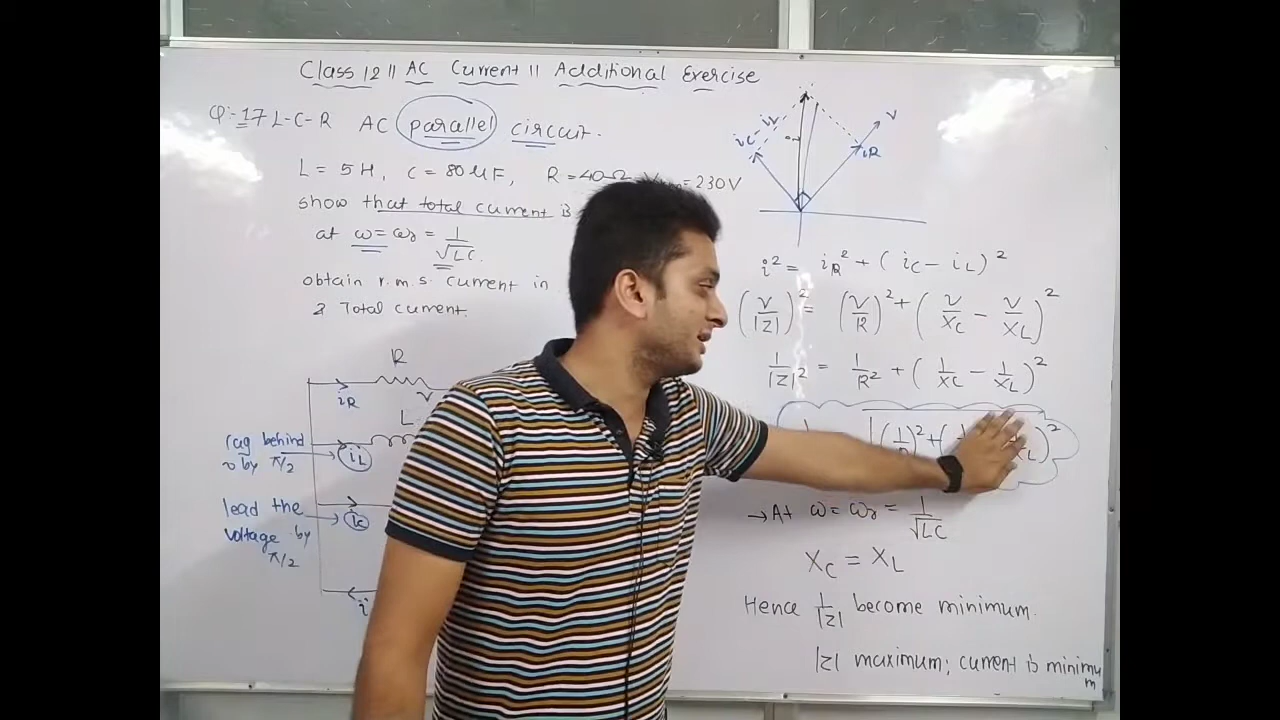 Class 12 || AC Current || Additional Exercise
Q:-17 L-C-R AC parallel circuit.
L = 5H, C = 80 μF, R = 40Ω = 230V
show that total current is
at ω = ωr = 1/√LC.
obtain r.m.s. current in
& Total current.
R
iR
v
L
lag behind
v by π/2
iL
lead the
voltage by
π/2
ic
i
v
iR
ic
i² = iR² + (ic − iL)²
(v/|z|)² = (v/R)² + (v/Xc − v/XL)²
1/|z|² = 1/R² + (1/Xc − 1/XL)²
→ At ω = ωr = 1/√LC
Xc = XL
Hence 1/|z| become minimum.
|z| maximum; current is minimum